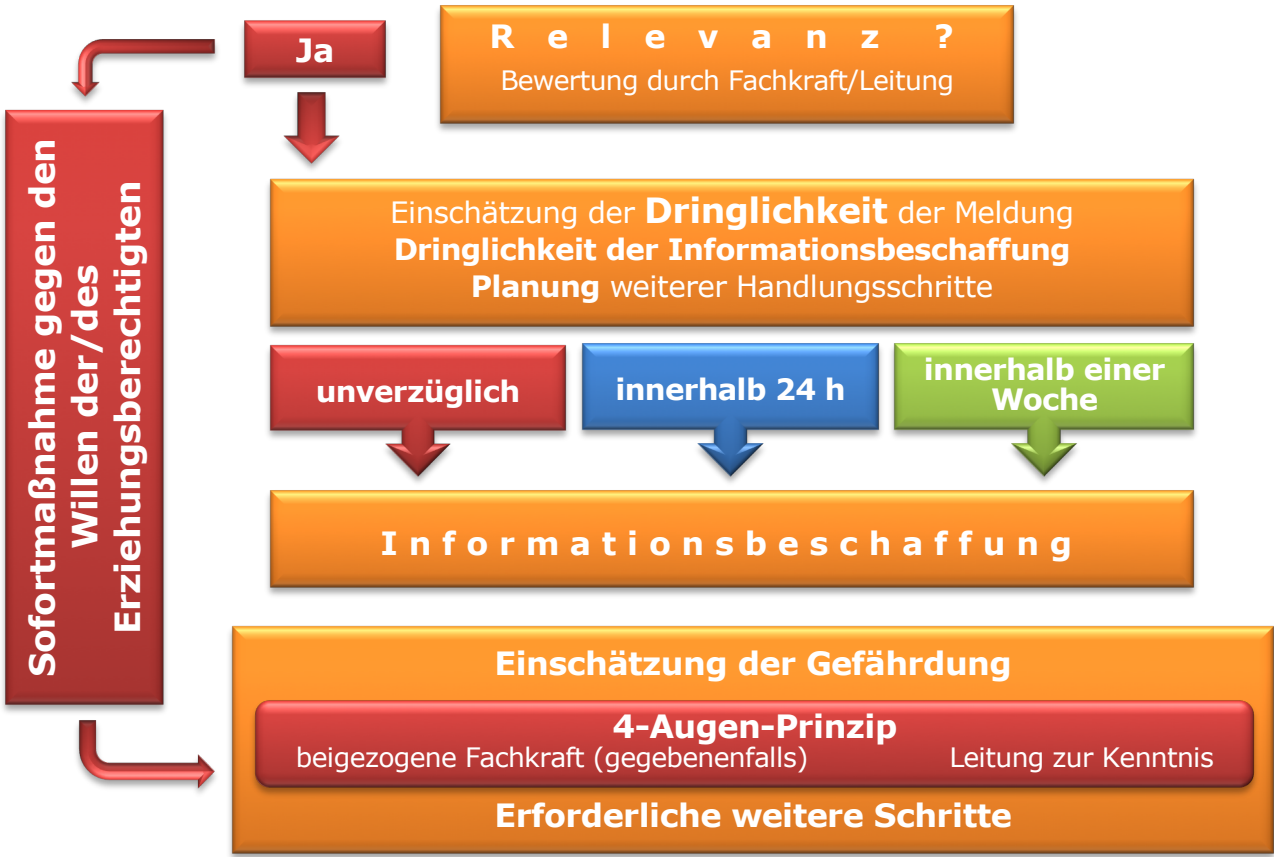 Ja
R e l e v a n z ?
Bewertung durch Fachkraft/Leitung
Sofortmaßnahme gegen den
Willen der/des
Erziehungsberechtigten
Einschätzung der Dringlichkeit der Meldung
Dringlichkeit der Informationsbeschaffung
Planung weiterer Handlungsschritte
unverzüglich
innerhalb 24 h
innerhalb einer
Woche
I n f o r m a t i o n s b e s c h a f f u n g
Einschätzung der Gefährdung
4-Augen-Prinzip
beigezogene Fachkraft (gegebenenfalls) Leitung zur Kenntnis
Erforderliche weitere Schritte